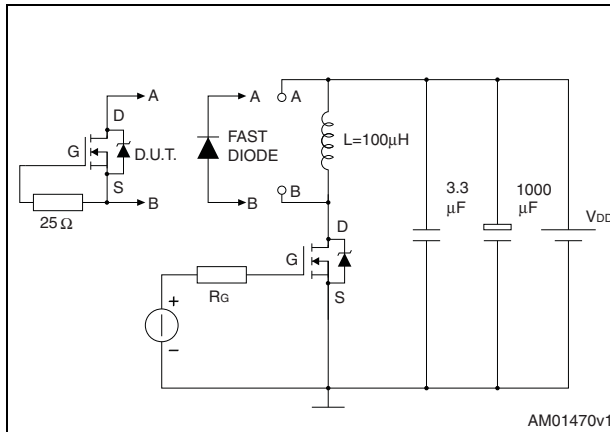 A
D
G
D.U.T.
S
B
25 Ω
A
FAST
DIODE
B
A
L=100µH
B
D
G
S
RG
+
–
3.3
µF
1000
µF
VDD
AM01470v1